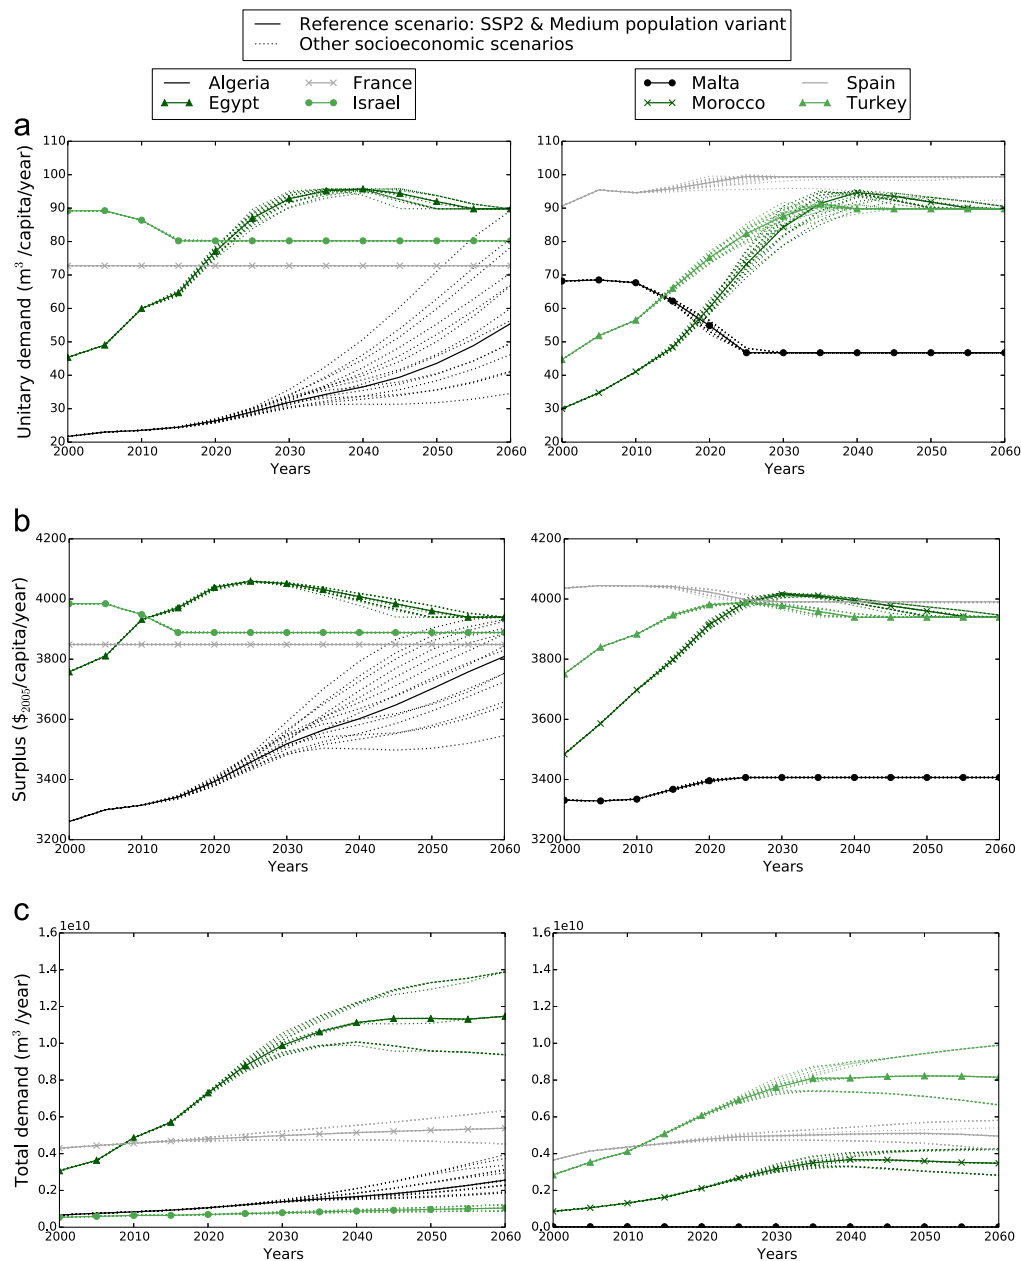 Reference scenario: SSP2 & Medium population variant
Other socioeconomic scenarios
Algeria France
Egypt Israel
Malta Spain
Morocco Turkey
a
Unitary demand (m³ /capita/year)
110
100
90
80
70
60
50
40
30
20
2000 2010 2020 2030 2040 2050 2060
Years
110
100
90
80
70
60
50
40
30
20
2000 2010 2020 2030 2040 2050 2060
Years
b
Surplus ($₂₀₀₅/capita/year)
4200
4000
3800
3600
3400
3200
2000 2010 2020 2030 2040 2050 2060
Years
4200
4000
3800
3600
3400
3200
2000 2010 2020 2030 2040 2050 2060
Years
c
Total demand (m³ /year)
1e10
1.6
1.4
1.2
1.0
0.8
0.6
0.4
0.2
0.0
2000 2010 2020 2030 2040 2050 2060
Years
1e10
1.6
1.4
1.2
1.0
0.8
0.6
0.4
0.2
0.0
2000 2010 2020 2030 2040 2050 2060
Years